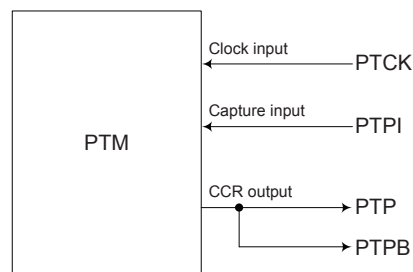 Clock input
PTCK
Capture input
PTPI
PTM
CCR output
PTP
PTPB